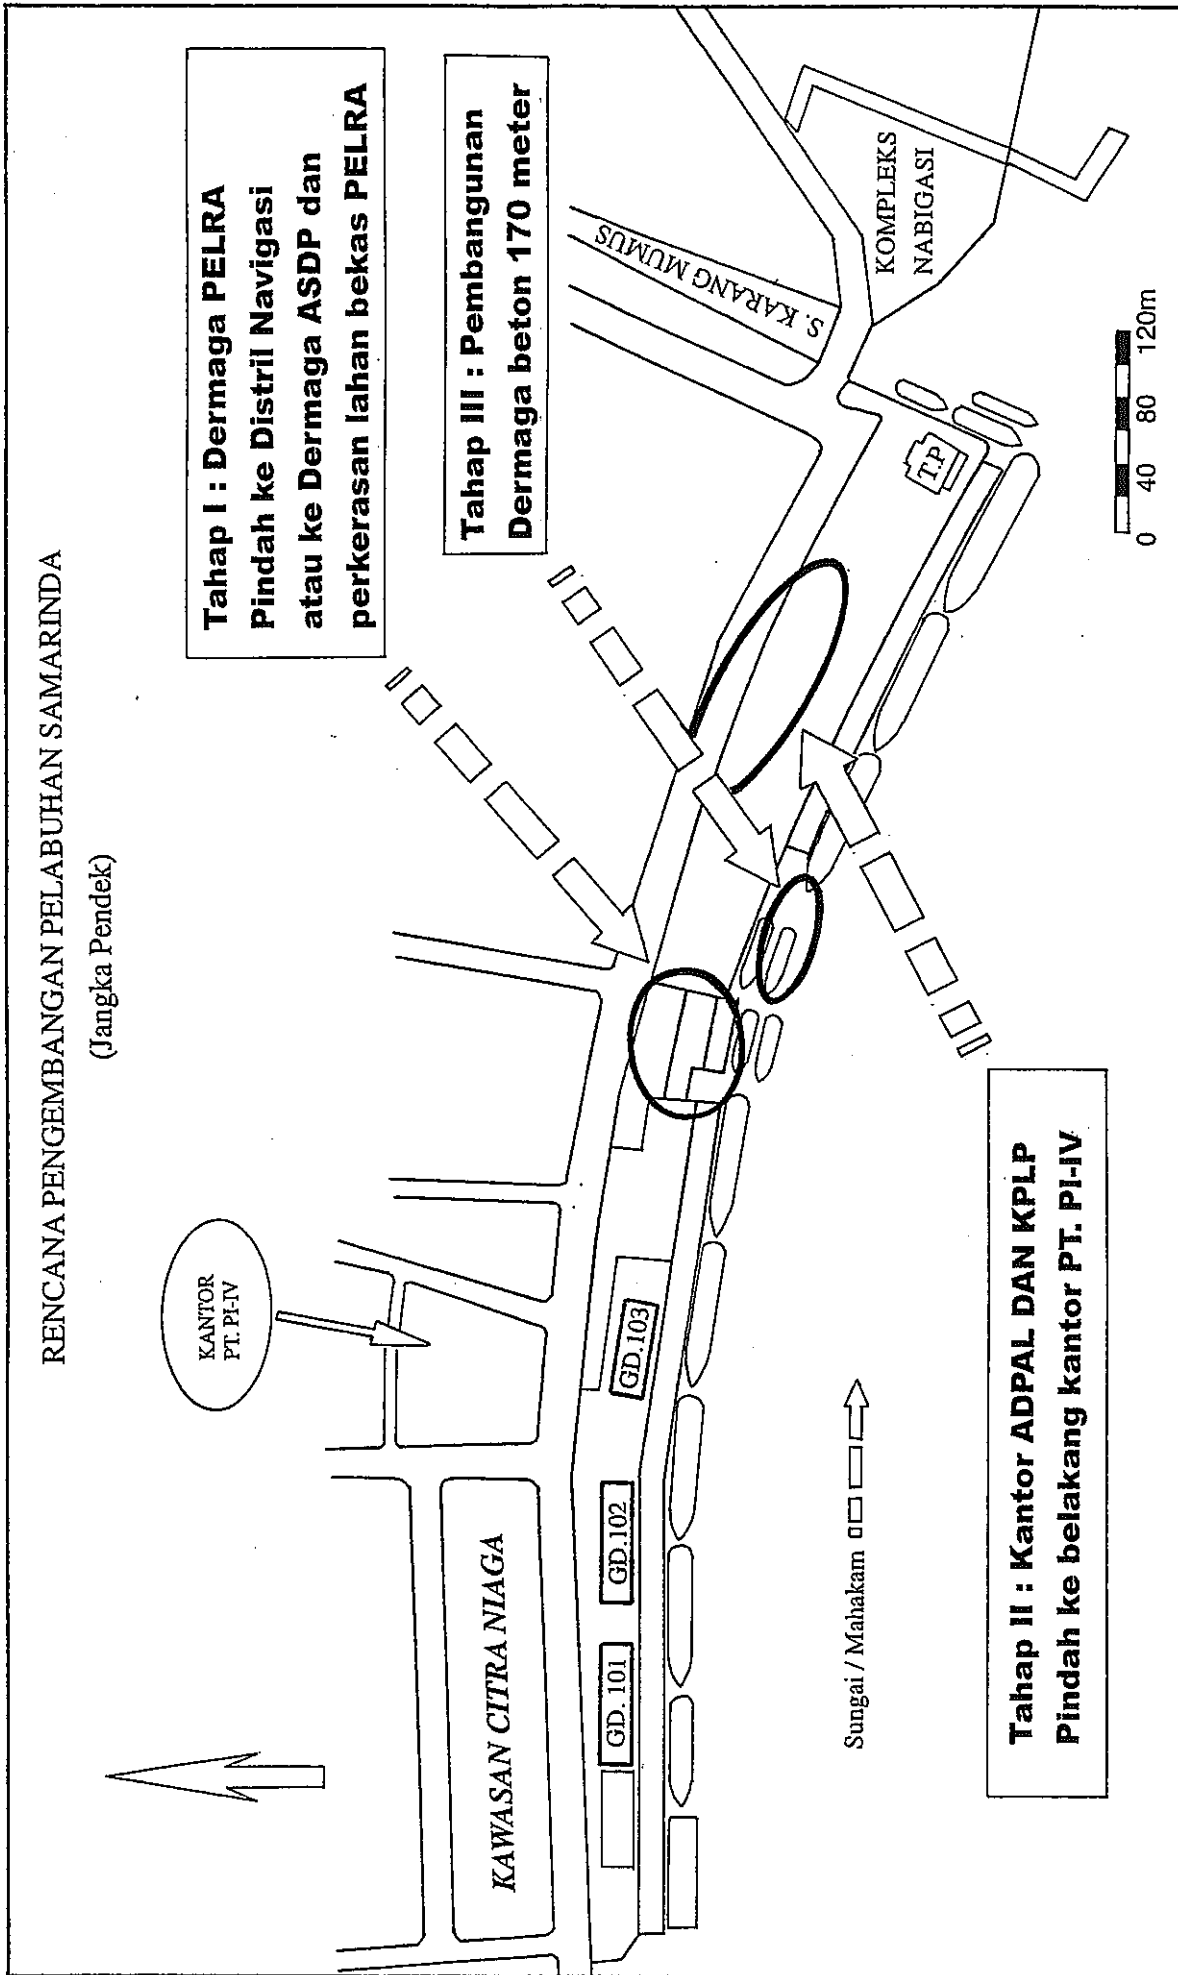 RENCANA PENGEMBANGAN PELABUHAN SAMARINDA
(Jangka Pendek)
KANTOR
PT. PI-IV
Tahap I : Dermaga PELRA
Pindah ke Distril Navigasi
atau ke Dermaga ASDP dan
perkerasan lahan bekas PELRA
Tahap III : Pembangunan
Dermaga beton 170 meter
S. KARANG MUMUS
KOMPLEKS
NABIGASI
KAWASAN CITRA NIAGA
GD. 101
GD.102
GD.103
T.P
Sungai / Mahakam
0 40 80 120m
Tahap II : Kantor ADPAL DAN KPLP
Pindah ke belakang kantor PT. PI-IV